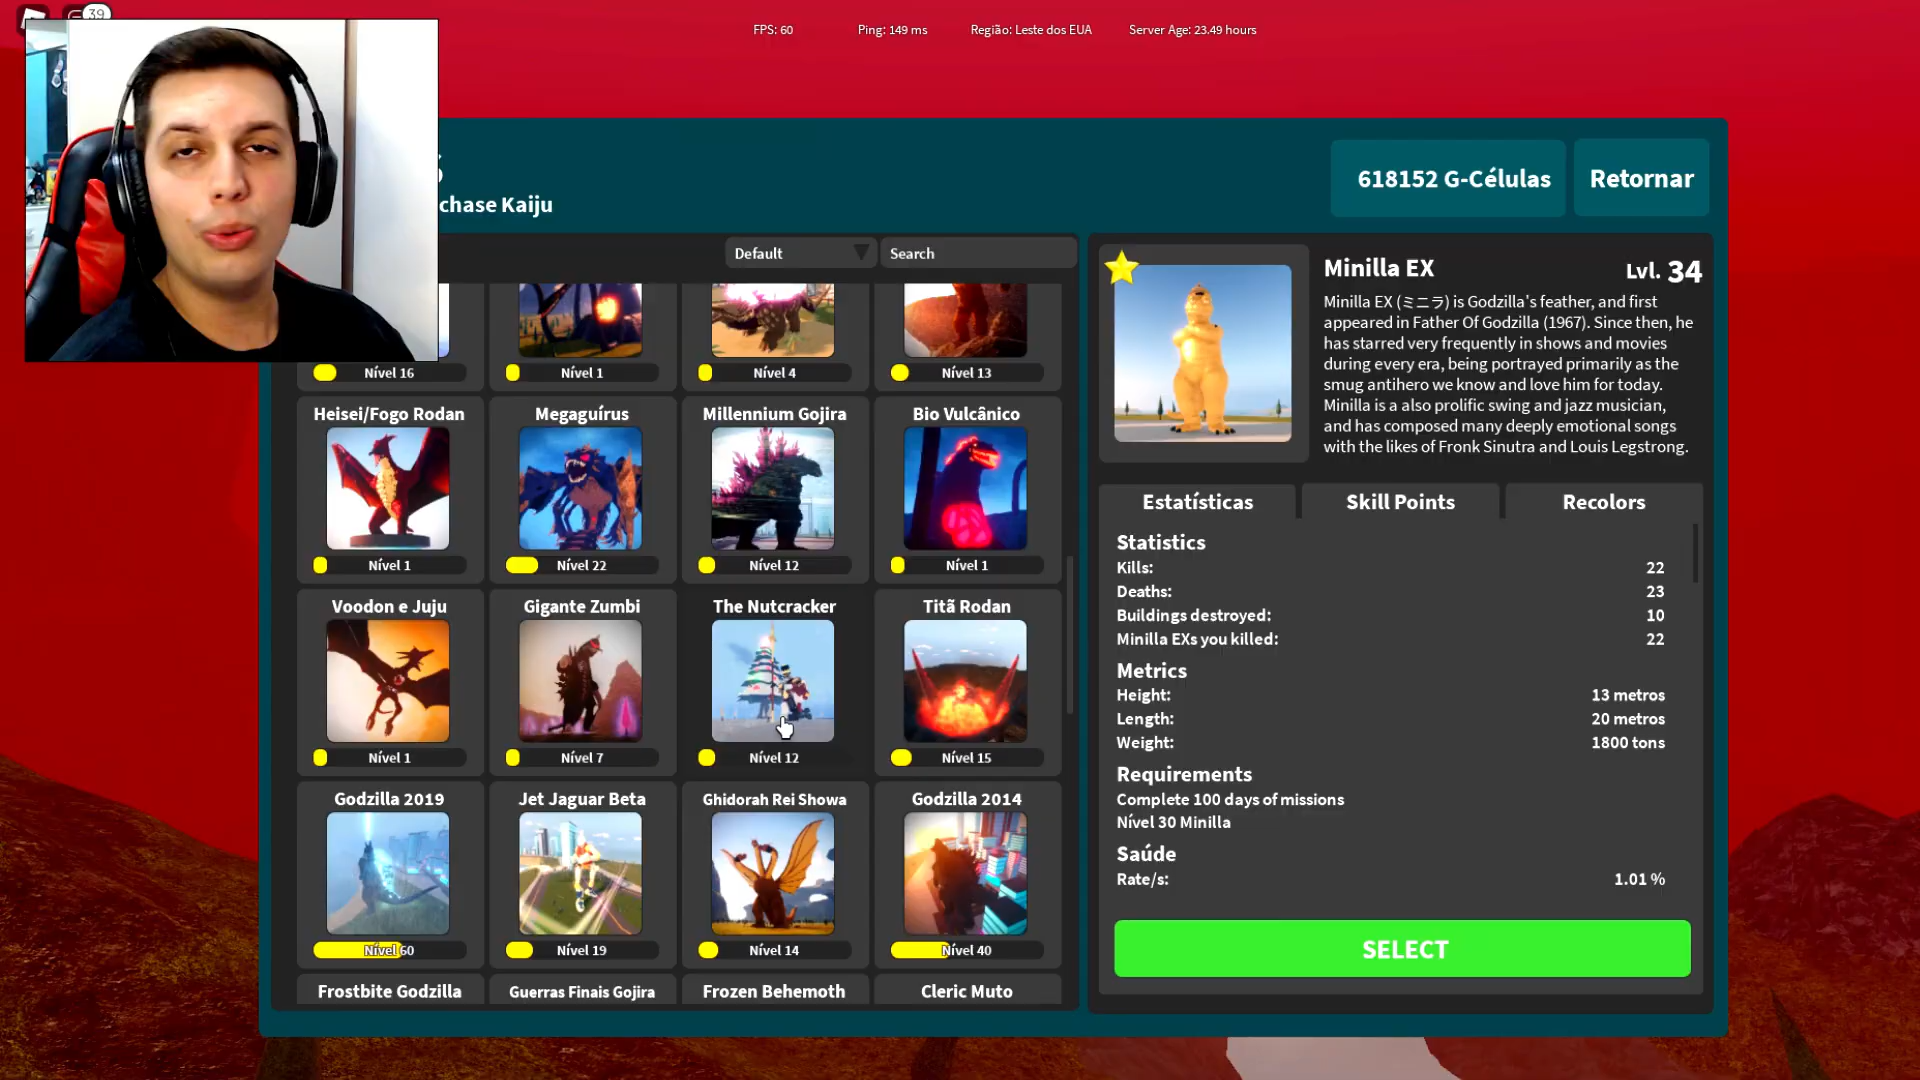 39
FPS: 60 Ping: 149 ms Região: Leste dos EUA Server Age: 23.49 hours
chase Kaiju
618152 G-Células
Retornar
Default
Search
Nível 16
Nível 1
Nível 4
Nível 13
Heisei/Fogo Rodan
Megaguírus
Millennium Gojira
Bio Vulcânico
Nível 1
Nível 22
Nível 12
Nível 1
Voodon e Juju
Gigante Zumbi
The Nutcracker
Titã Rodan
Nível 1
Nível 7
Nível 12
Nível 15
Godzilla 2019
Jet Jaguar Beta
Ghidorah Rei Showa
Godzilla 2014
Nível 60
Nível 19
Nível 14
Nível 40
Frostbite Godzilla
Guerras Finais Gojira
Frozen Behemoth
Cleric Muto
Minilla EX
Lvl. 34
Minilla EX (ミニラ) is Godzilla's feather, and first
appeared in Father Of Godzilla (1967). Since then, he
has starred very frequently in shows and movies
during every era, being portrayed primarily as the
smug antihero we know and love him for today.
Minilla is a also prolific swing and jazz musician,
and has composed many deeply emotional songs
with the likes of Fronk Sinutra and Louis Legstrong.
Estatísticas
Skill Points
Recolors
Statistics
Kills: 22
Deaths: 23
Buildings destroyed: 10
Minilla EXs you killed: 22
Metrics
Height: 13 metros
Length: 20 metros
Weight: 1800 tons
Requirements
Complete 100 days of missions
Nível 30 Minilla
Saúde
Rate/s: 1.01 %
SELECT